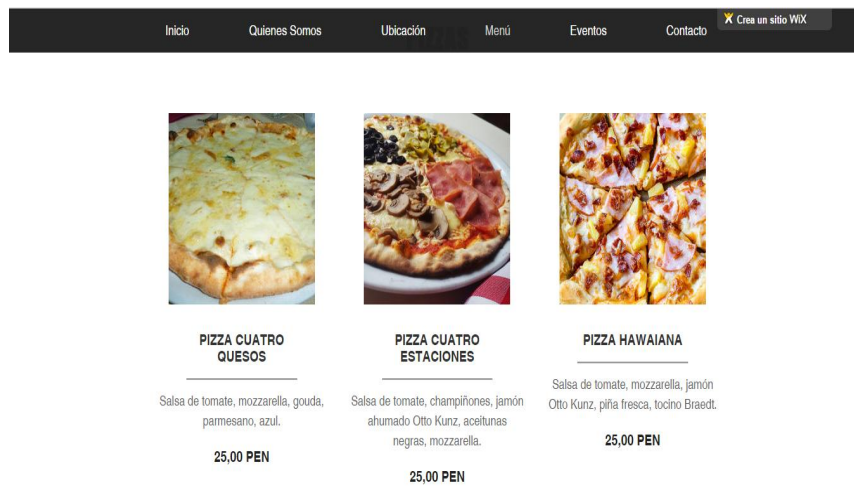 Inicio Quienes Somos Ubicación Menú Eventos Contacto
Crea un sitio WiX
PIZZAS
PIZZA CUATRO
QUESOS
Salsa de tomate, mozzarella, gouda,
parmesano, azul.
25,00 PEN
PIZZA CUATRO
ESTACIONES
Salsa de tomate, champiñones, jamón
ahumado Otto Kunz, aceitunas
negras, mozzarella.
25,00 PEN
PIZZA HAWAIANA
Salsa de tomate, mozzarella, jamón
Otto Kunz, piña fresca, tocino Braedt.
25,00 PEN